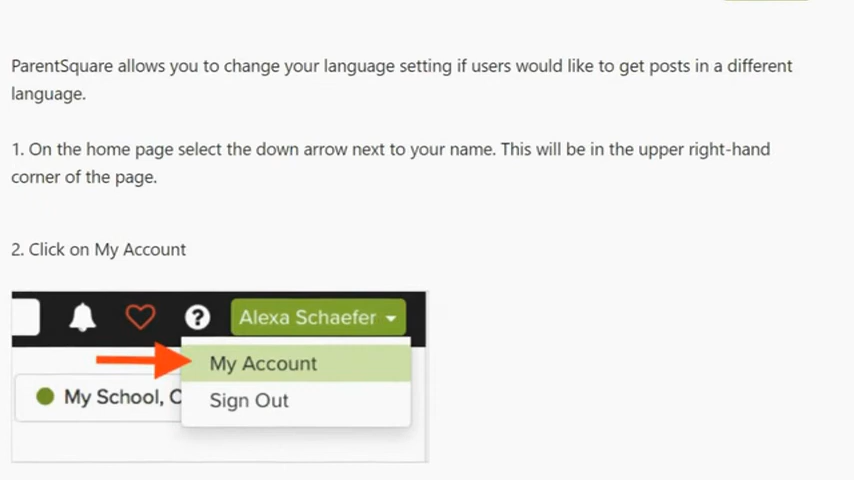 ParentSquare allows you to change your language setting if users would like to get posts in a different
language.
1. On the home page select the down arrow next to your name. This will be in the upper right-hand
corner of the page.
2. Click on My Account
? Alexa Schaefer
My Account
My School, C
Sign Out